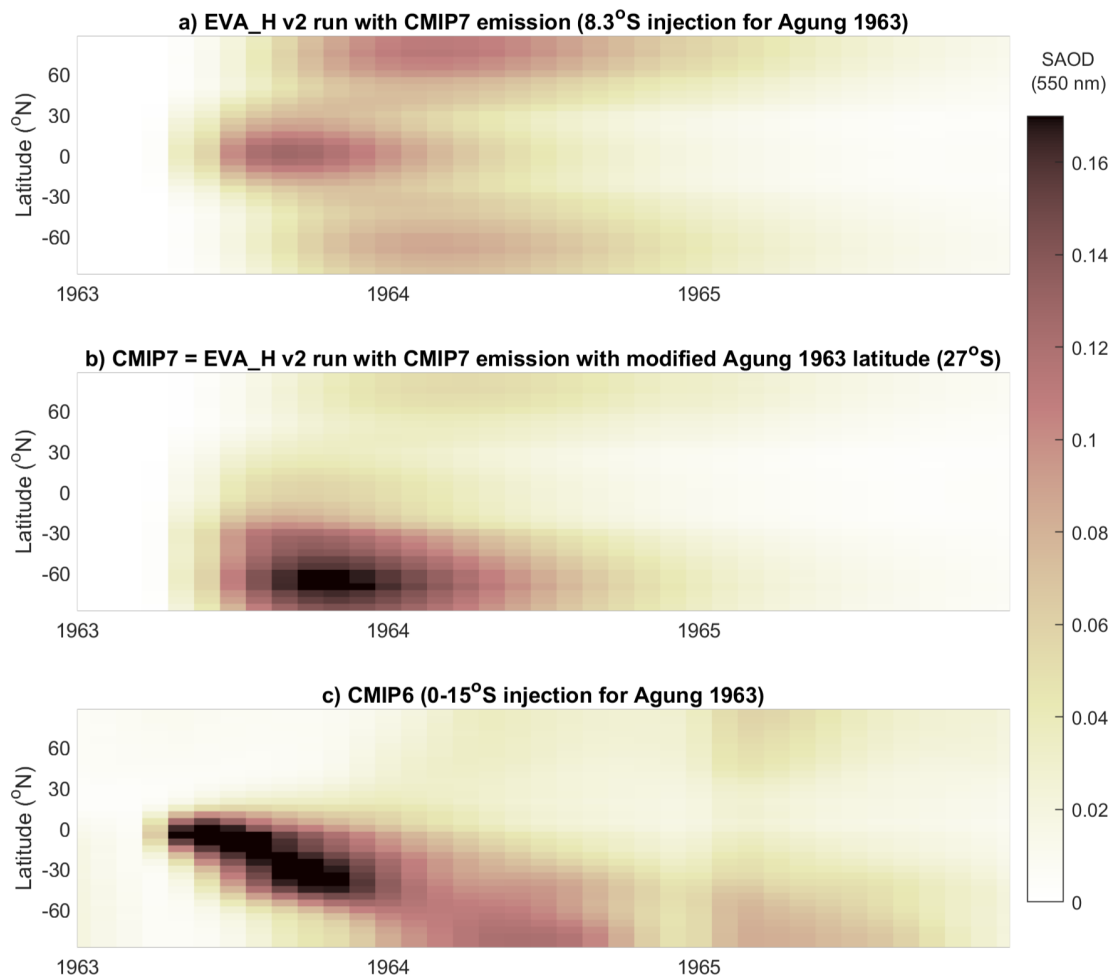 a) EVA_H v2 run with CMIP7 emission (8.3°S injection for Agung 1963)
Latitude (°N)
60
30
0
-30
-60
1963 1964 1965
b) CMIP7 = EVA_H v2 run with CMIP7 emission with modified Agung 1963 latitude (27°S)
Latitude (°N)
60
30
0
-30
-60
1963 1964 1965
c) CMIP6 (0-15°S injection for Agung 1963)
Latitude (°N)
60
30
0
-30
-60
1963 1964 1965
SAOD
(550 nm)
0.16
0.14
0.12
0.1
0.08
0.06
0.04
0.02
0